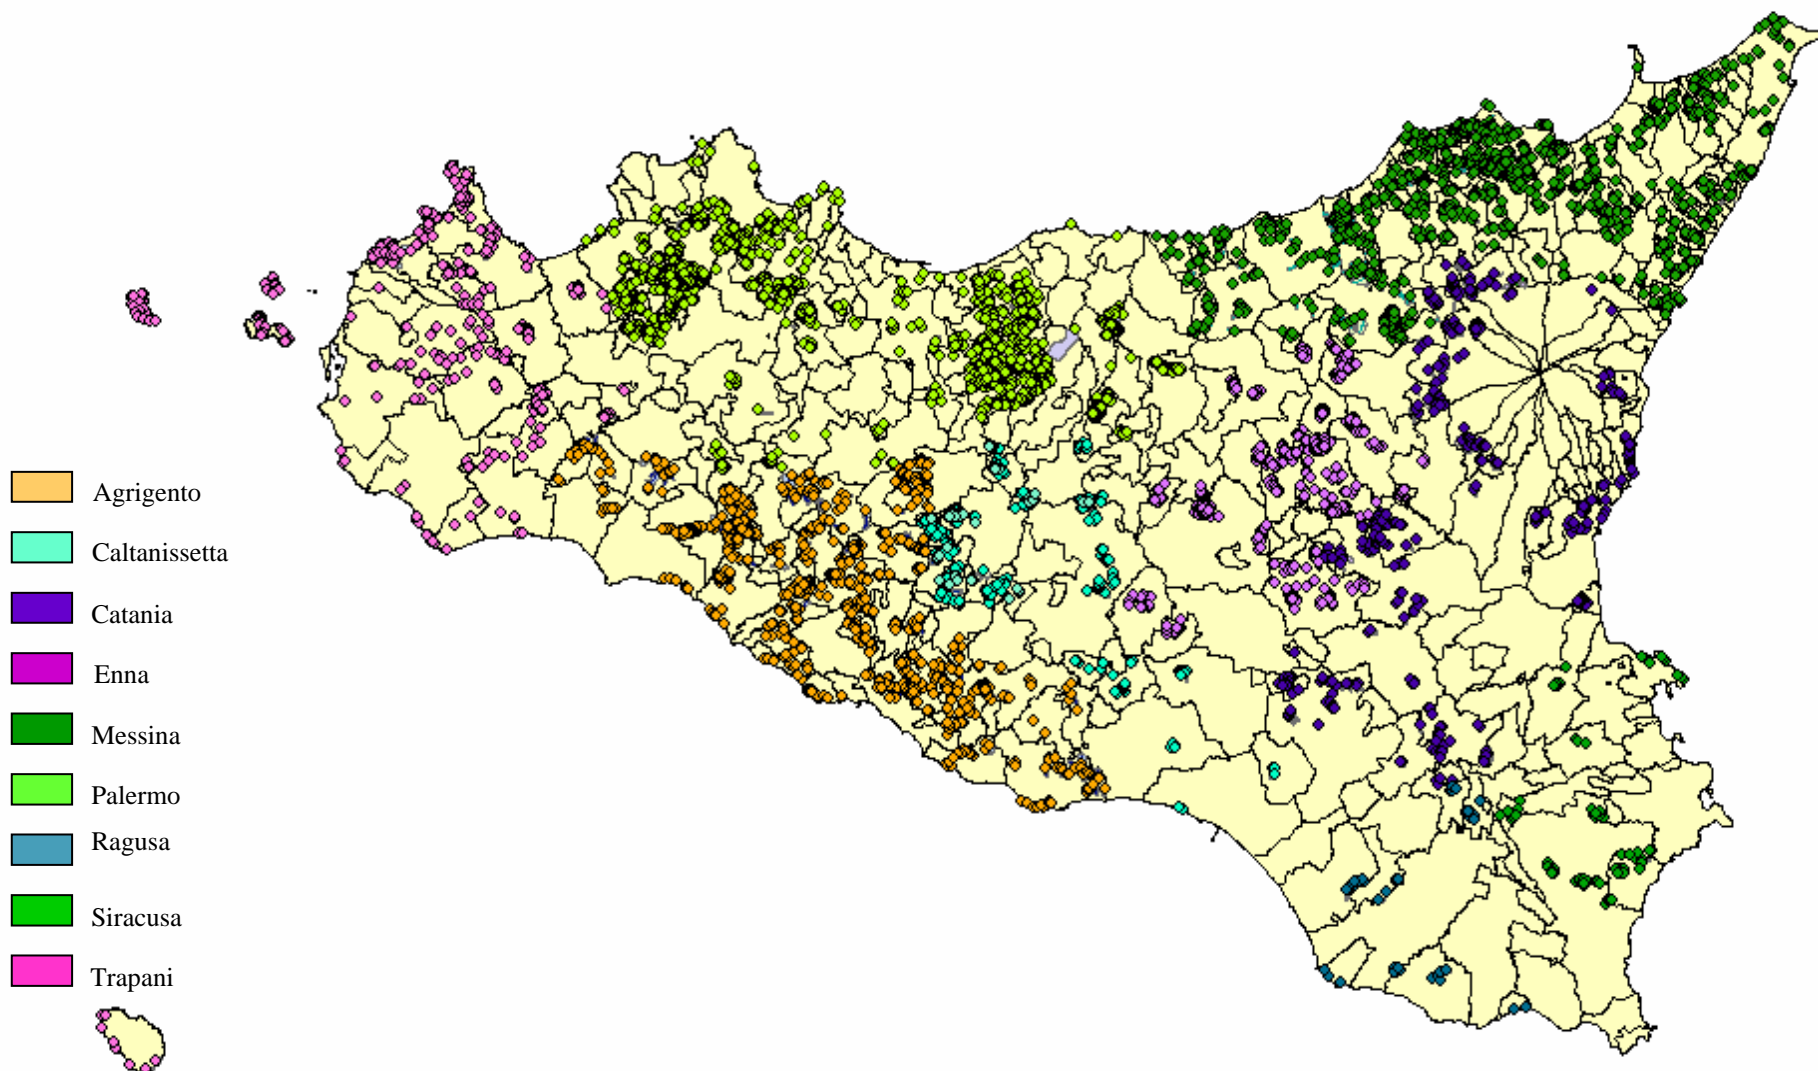 Agrigento
Caltanissetta
Catania
Enna
Messina
Palermo
Ragusa
Siracusa
Trapani